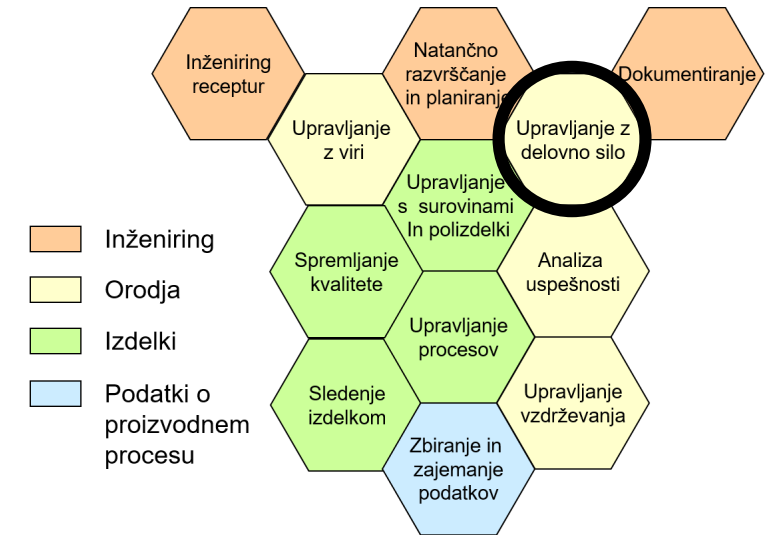 Inženiring
receptur
Natančno
razvrščanje
in planiranje
Dokumentiranje
Upravljanje
z viri
Upravljanje z
delovno silo
Upravljanje
s surovinami
In polizdelki
Spremljanje
kvalitete
Analiza
uspešnosti
Upravljanje
procesov
Sledenje
izdelkom
Upravljanje
vzdrževanja
Zbiranje in
zajemanje
podatkov
Inženiring
Orodja
Izdelki
Podatki o
proizvodnem
procesu